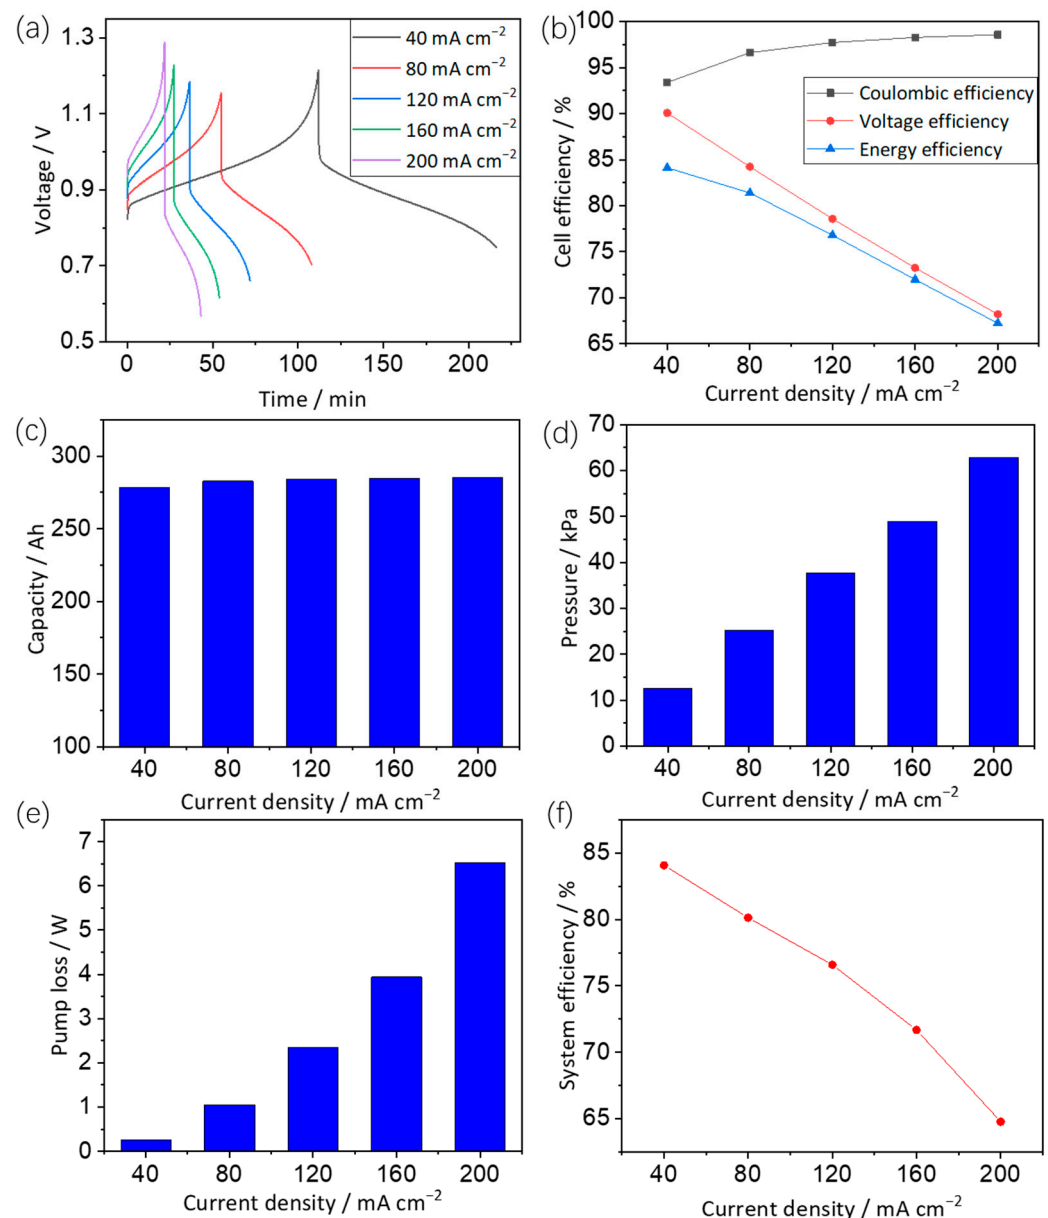 (a)
1.3
1.1
0.9
0.7
0.5
Voltage / V
0 50 100 150 200
Time / min
40 mA cm⁻²
80 mA cm⁻²
120 mA cm⁻²
160 mA cm⁻²
200 mA cm⁻²
(b)
100
95
90
85
80
75
70
65
Cell efficiency / %
40 80 120 160 200
Current density / mA cm⁻²
Coulombic efficiency
Voltage efficiency
Energy efficiency
(c)
300
250
200
150
100
Capacity / Ah
40 80 120 160 200
Current density / mA cm⁻²
(d)
70
60
50
40
30
20
10
0
Pressure / kPa
40 80 120 160 200
Current density / mA cm⁻²
(e)
7
6
5
4
3
2
1
0
Pump loss / W
40 80 120 160 200
Current density / mA cm⁻²
(f)
85
80
75
70
65
System efficiency / %
40 80 120 160 200
Current density / mA cm⁻²